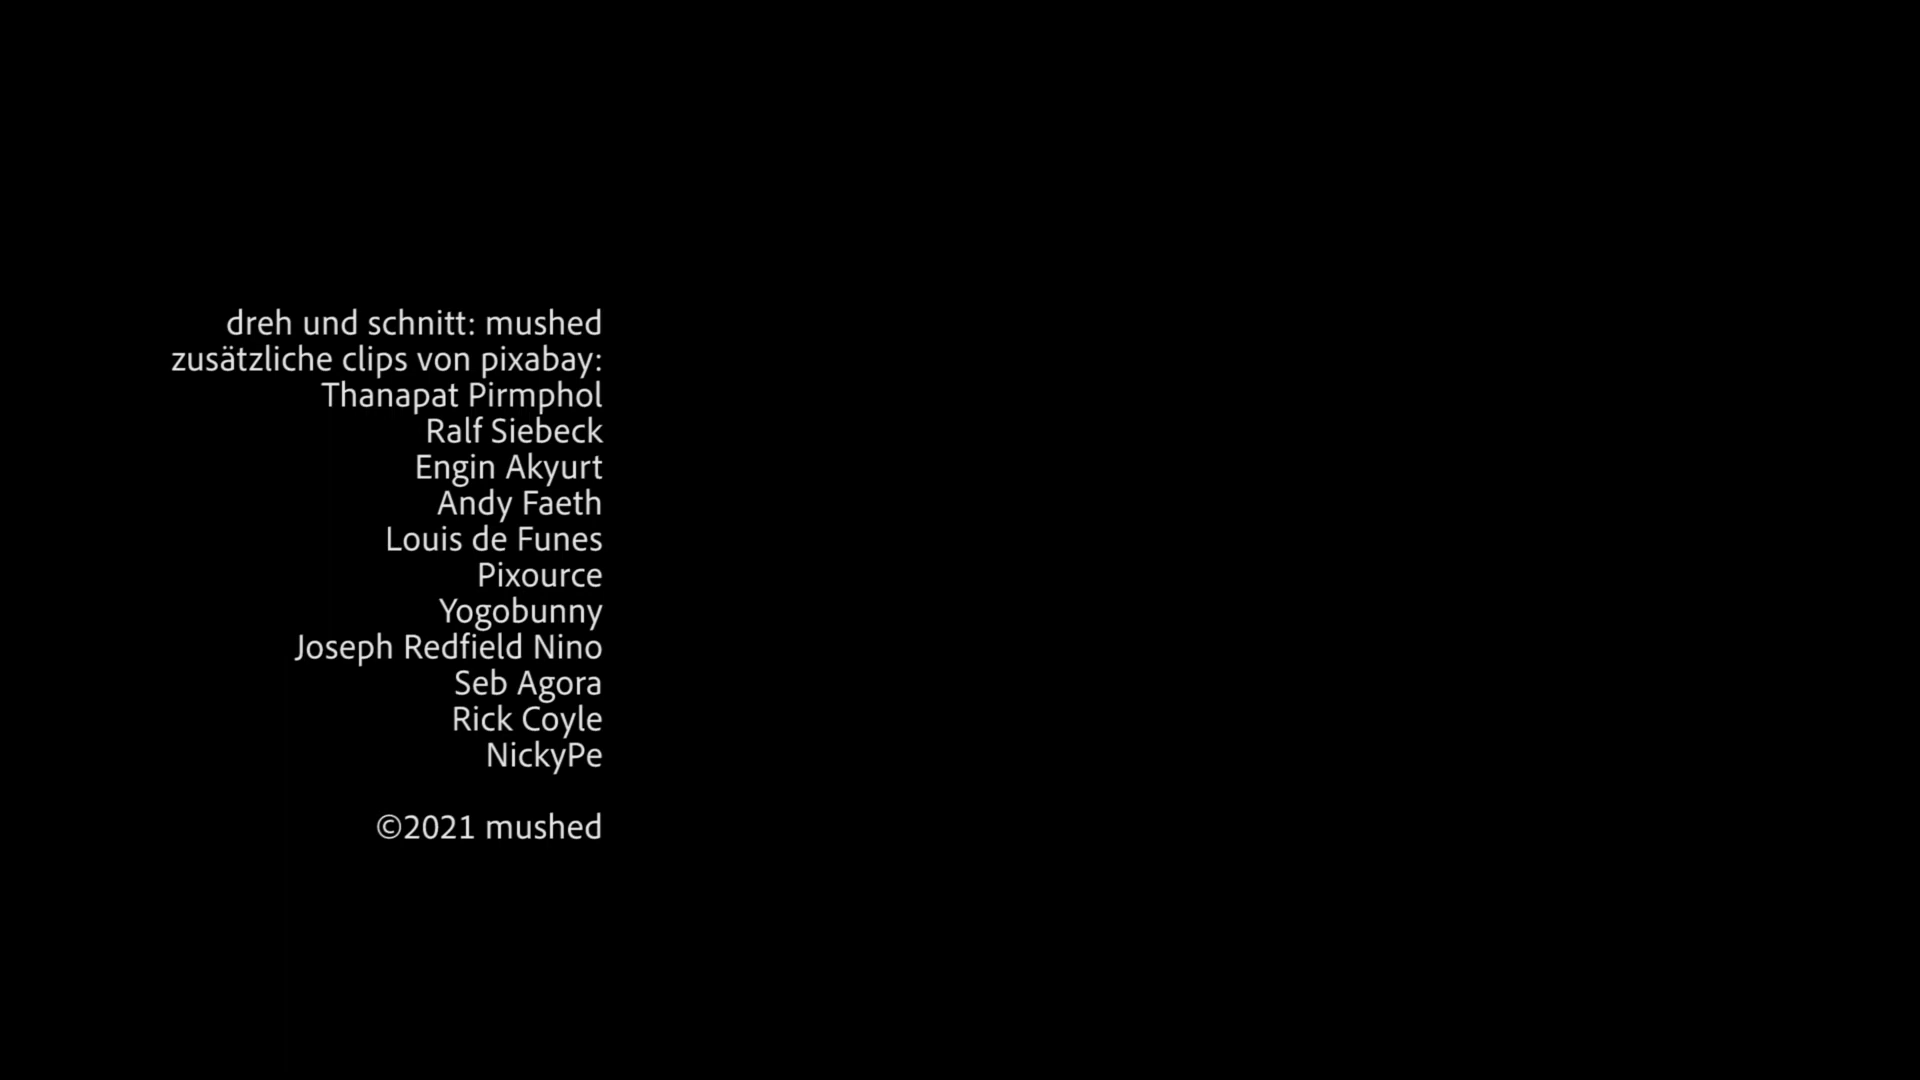 dreh und schnitt: mushed
zusätzliche clips von pixabay:
Thanapat Pirmphol
Ralf Siebeck
Engin Akyurt
Andy Faeth
Louis de Funes
Pixource
Yogobunny
Joseph Redfield Nino
Seb Agora
Rick Coyle
NickyPe
©2021 mushed